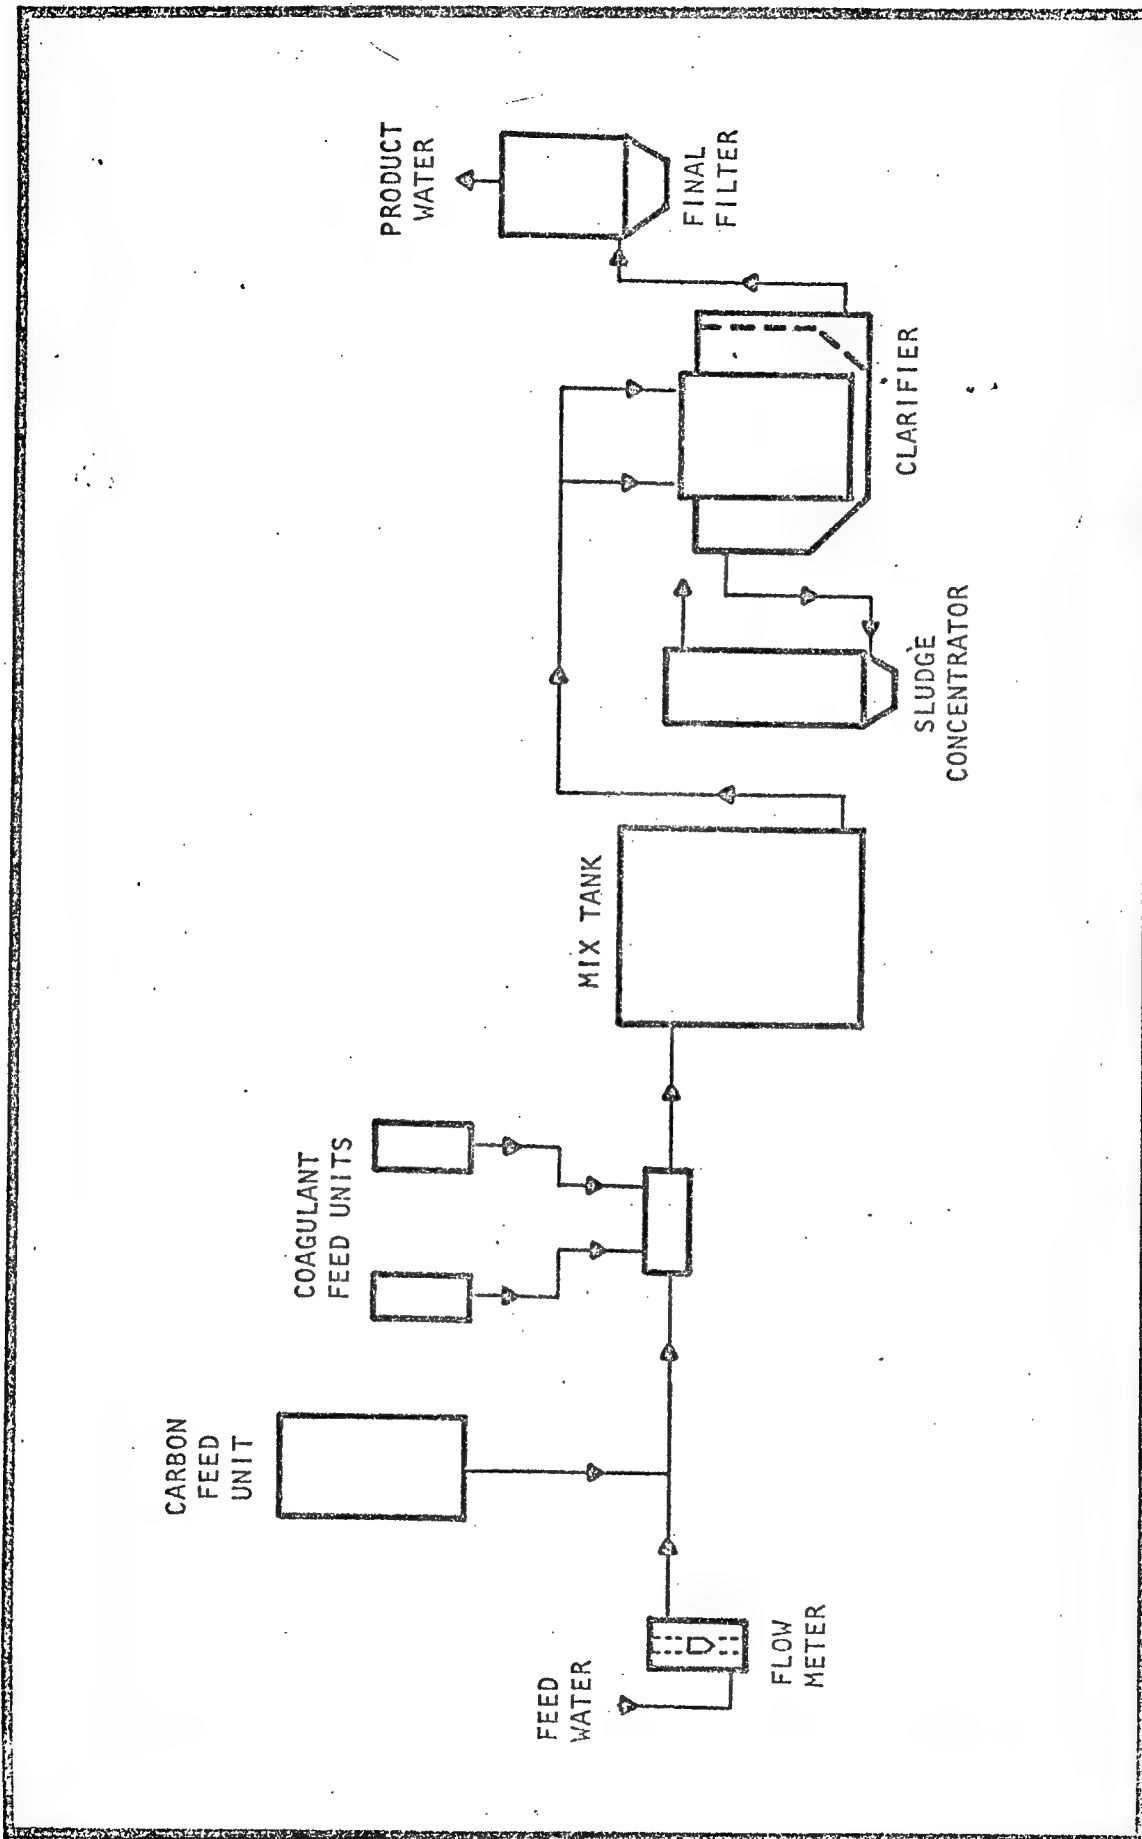 FEED
WATER
FLOW
METER
CARBON
FEED
UNIT
COAGULANT
FEED UNITS
MIX TANK
SLUDGE
CONCENTRATOR
CLARIFIER
FINAL
FILTER
PRODUCT
WATER